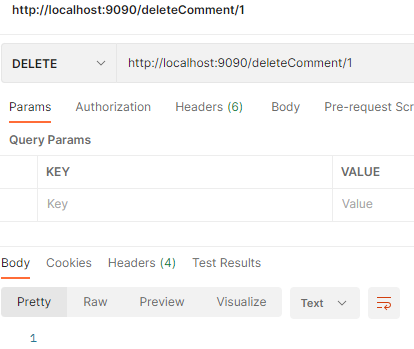 http://localhost:9090/deleteComment/1
DELETE http://localhost:9090/deleteComment/1
Params Authorization Headers (6) Body Pre-request Scr
Query Params
KEY VALUE
Key Value
Body Cookies Headers (4) Test Results
Pretty Raw Preview Visualize Text
1